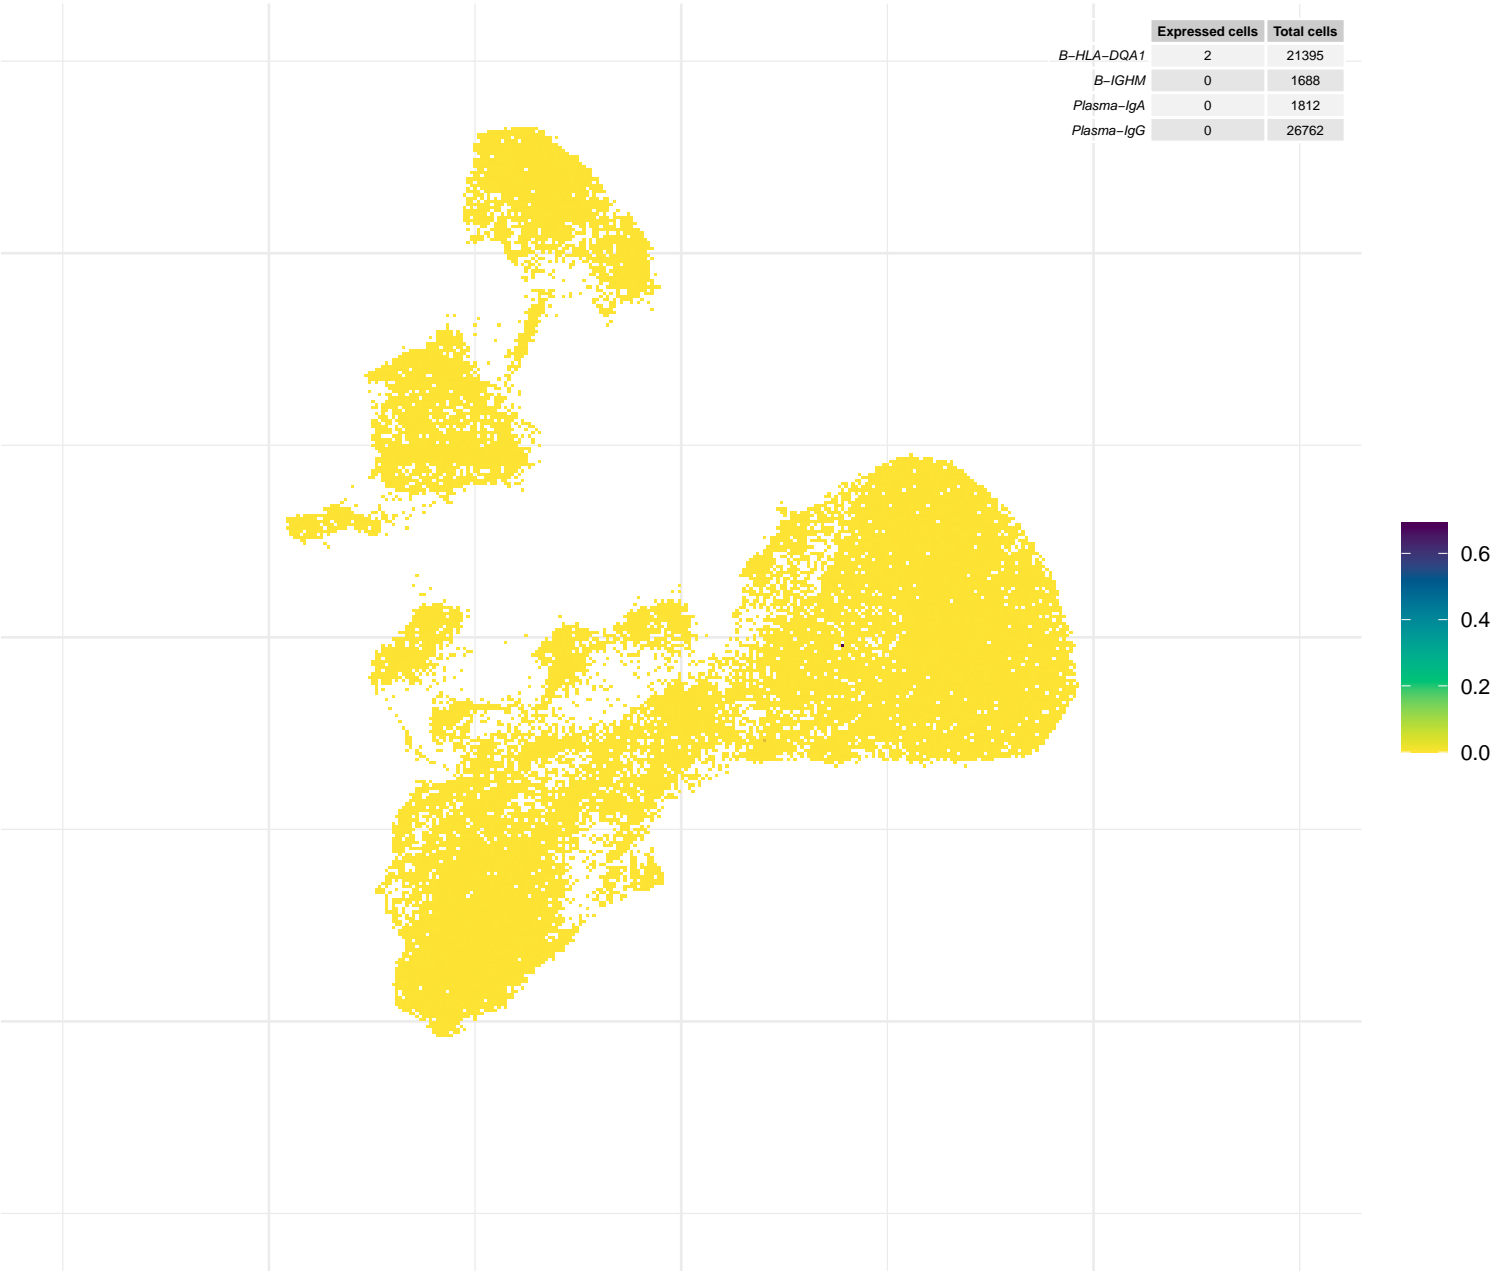 Expressed cells Total cells
B−HLA−DQA1 2 21395
B−IGHM 0 1688
Plasma−IgA 0 1812
Plasma−IgG 0 26762
0.6
0.4
0.2
0.0